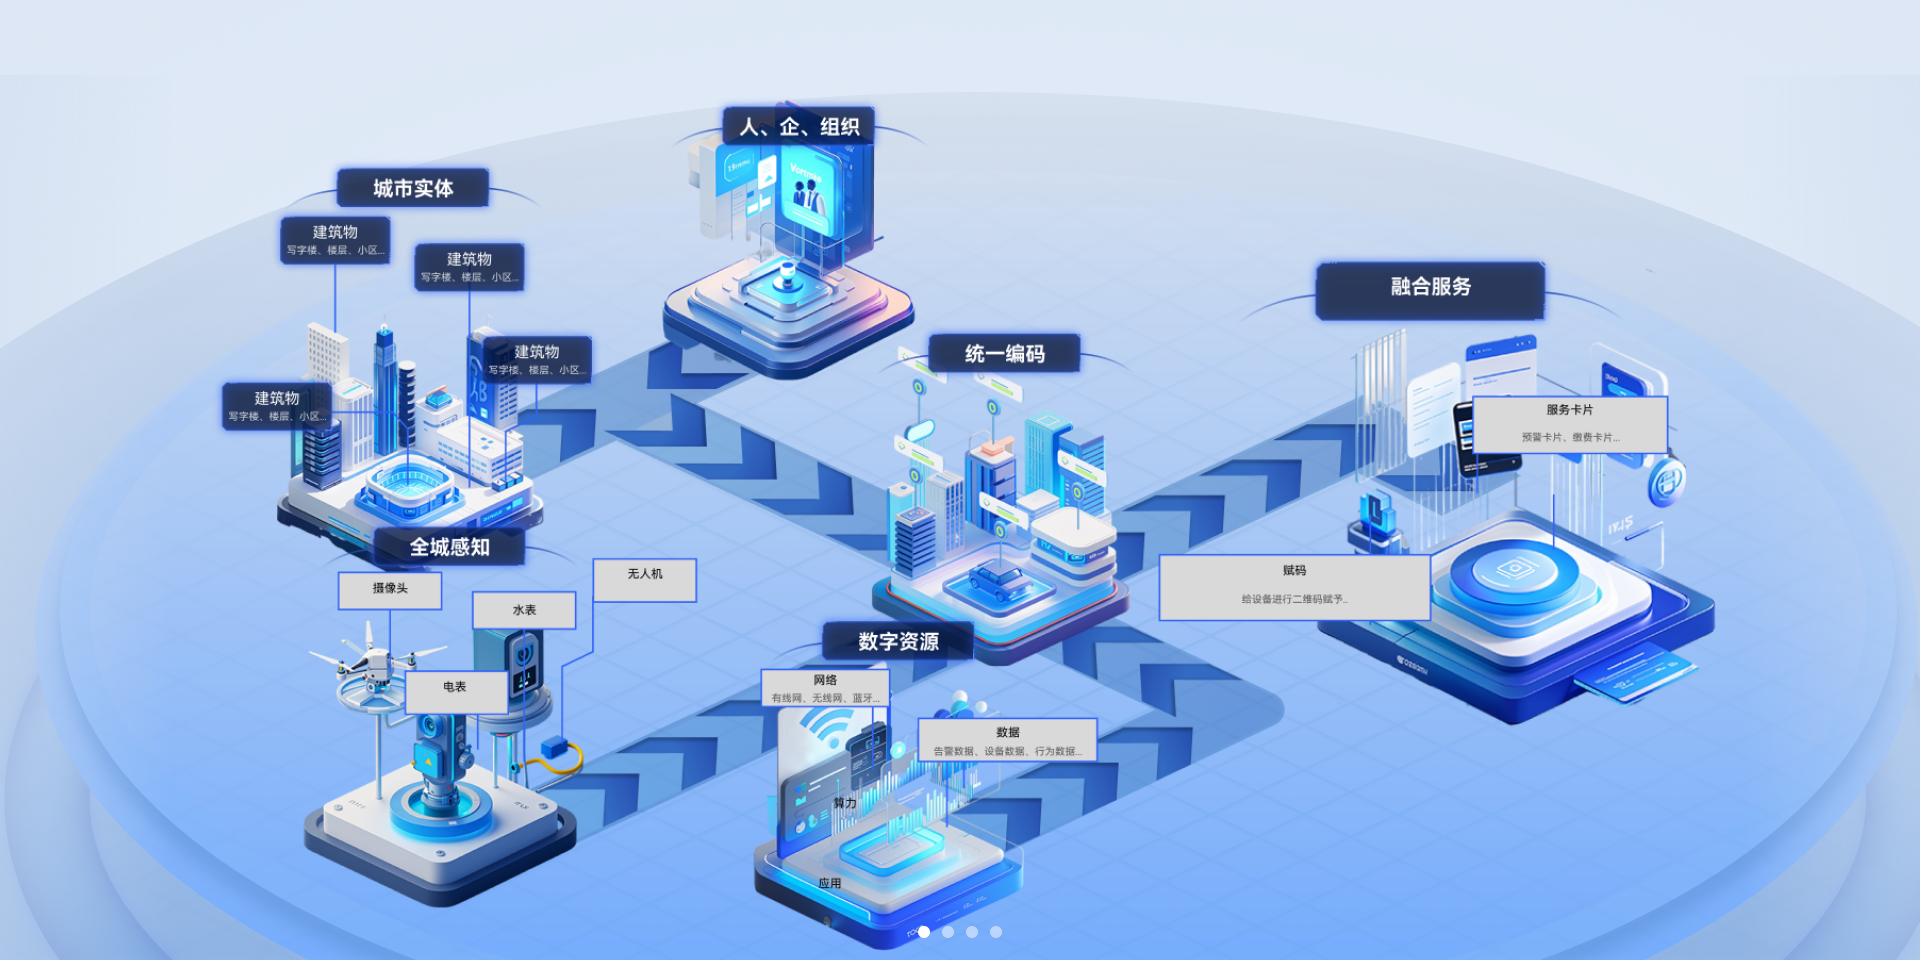 人、企、组织
城市实体
建筑物
写字楼、楼层、小区...
建筑物
写字楼、楼层、小区...
建筑物
写字楼、楼层、小区...
建筑物
写字楼、楼层、小区...
融合服务
统一编码
服务卡片
预警卡片、缴费卡片...
全城感知
摄像头
无人机
水表
电表
赋码
给设备进行二维码赋予..
数字资源
网络
有线网、无线网、蓝牙...
数据
告警数据、设备数据、行为数据...
算力
应用